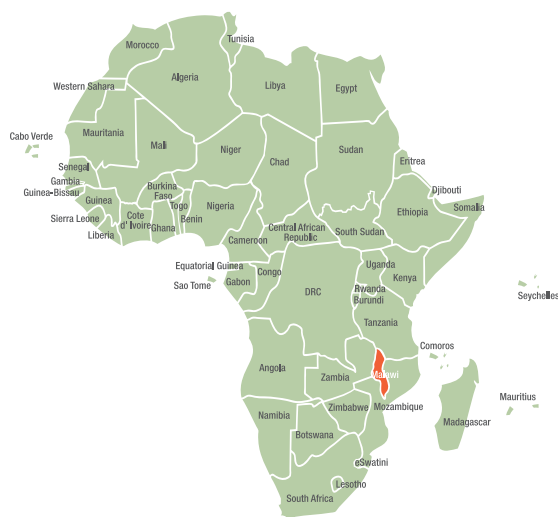 Tunisia
Morocco
Algeria
Libya
Egypt
Western Sahara
Cabo Verde
Mauritania
Mali
Niger
Chad
Sudan
Eritrea
Senegal
Gambia
Guinea-Bissau
Guinea
Burkina
Faso
Djibouti
Somalia
Sierra Leone
Liberia
Cote
d' Ivoire
Ghana
Togo
Benin
Nigeria
Cameroon
Central African
Republic
South Sudan
Ethiopia
Equatorial Guinea
Sao Tome
Gabon
Congo
DRC
Uganda
Kenya
Rwanda
Burundi
Tanzania
Seychelles
Comoros
Angola
Zambia
Malawi
Mozambique
Zimbabwe
Madagascar
Mauritius
Namibia
Botswana
eSwatini
Lesotho
South Africa